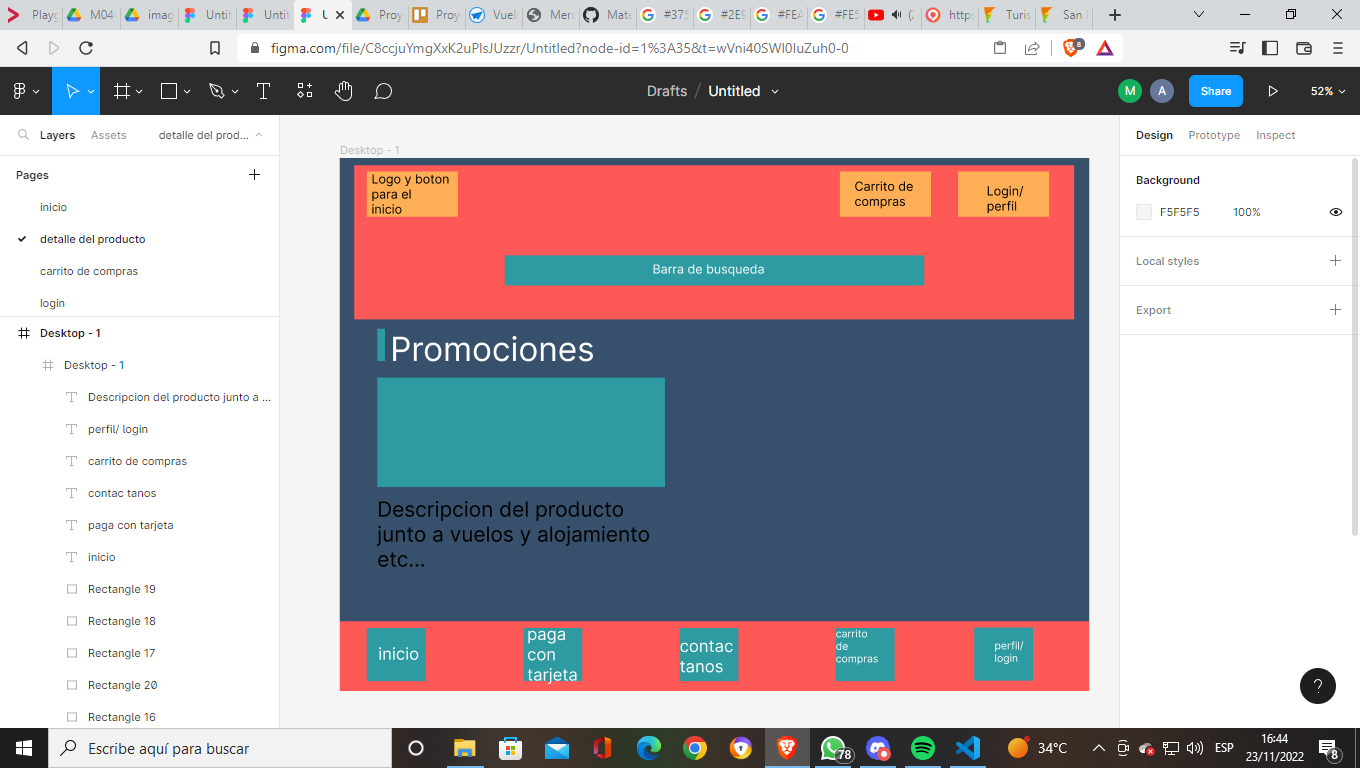 Play
M04
imag
Untit
Untit
U
Proy
Proy
Vuel
Merc
Mate
#375
#2E9
#FEA
#FE5
(
http
Turis
San
figma.com/file/C8ccjuYmgXxK2uPlsJUzzr/Untitled?node-id=1%3A35&t=wVni40SWI0luZuh0-0
8
Drafts / Untitled
M
A
Share
52%
Layers
Assets
detalle del prod...
Design
Prototype
Inspect
Pages
inicio
detalle del producto
carrito de compras
login
Desktop - 1
Desktop - 1
Descripcion del producto junto a ...
perfil/ login
carrito de compras
contac tanos
paga con tarjeta
inicio
Rectangle 19
Rectangle 18
Rectangle 17
Rectangle 20
Rectangle 16
Desktop - 1
Logo y boton
para el
inicio
Carrito de
compras
Login/
perfil
Barra de busqueda
Promociones
Descripcion del producto
junto a vuelos y alojamiento
etc...
inicio
paga
con
tarjeta
contac
tanos
carrito
de
compras
perfil/
login
Background
F5F5F5
100%
Local styles
Export
?
Escribe aquí para buscar
78
34°C
ESP
16:44
23/11/2022
8